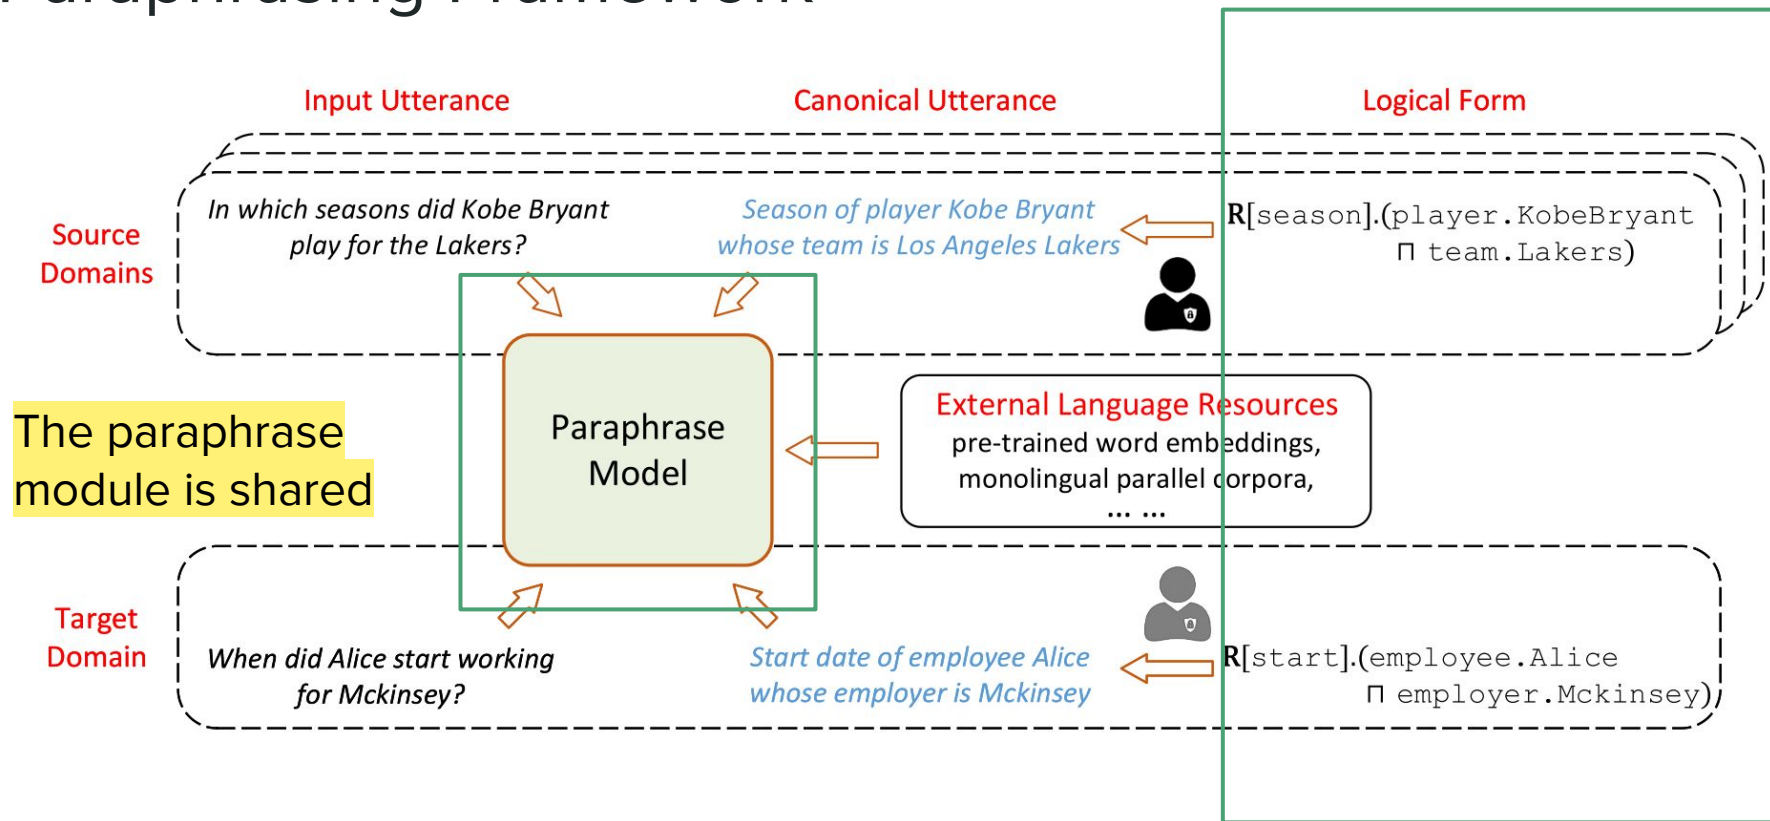 Paraphrasing Framework
Input Utterance
Canonical Utterance
Logical Form
Source
Domains
In which seasons did Kobe Bryant
play for the Lakers?
Season of player Kobe Bryant
whose team is Los Angeles Lakers
R[season].(player.KobeBryant
⊓ team.Lakers)
The paraphrase
module is shared
Paraphrase
Model
External Language Resources
pre-trained word embeddings,
monolingual parallel corpora,
... ...
Target
Domain
When did Alice start working
for Mckinsey?
Start date of employee Alice
whose employer is Mckinsey
R[start].(employee.Alice
⊓ employer.Mckinsey)